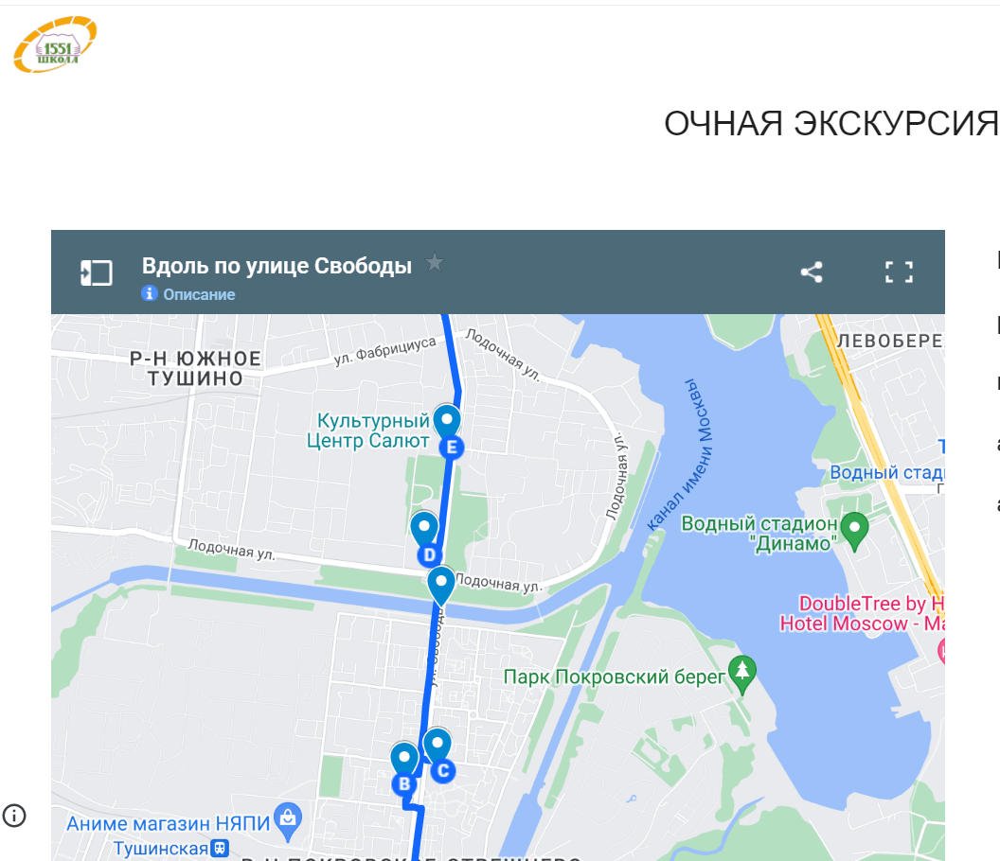 1551
ШКОЛА
ОЧНАЯ ЭКСКУРСИЯ
Вдоль по улице Свободы
Описание
Р-Н ЮЖНОЕ
ТУШИНО
ул. Фабрициуса
Лодочная ул.
ЛЕВОБЕРЕ
Культурный
Центр Салют
E
Лодочная ул.
канал имени Москвы
Водный стад
Водный стадион
"Динамо"
D
Лодочная ул.
Лодочная ул.
DoubleTree by H
Hotel Moscow - Ma
ул. Свободы
Парк Покровский берег
B
C
Аниме магазин НЯПИ
Тушинская